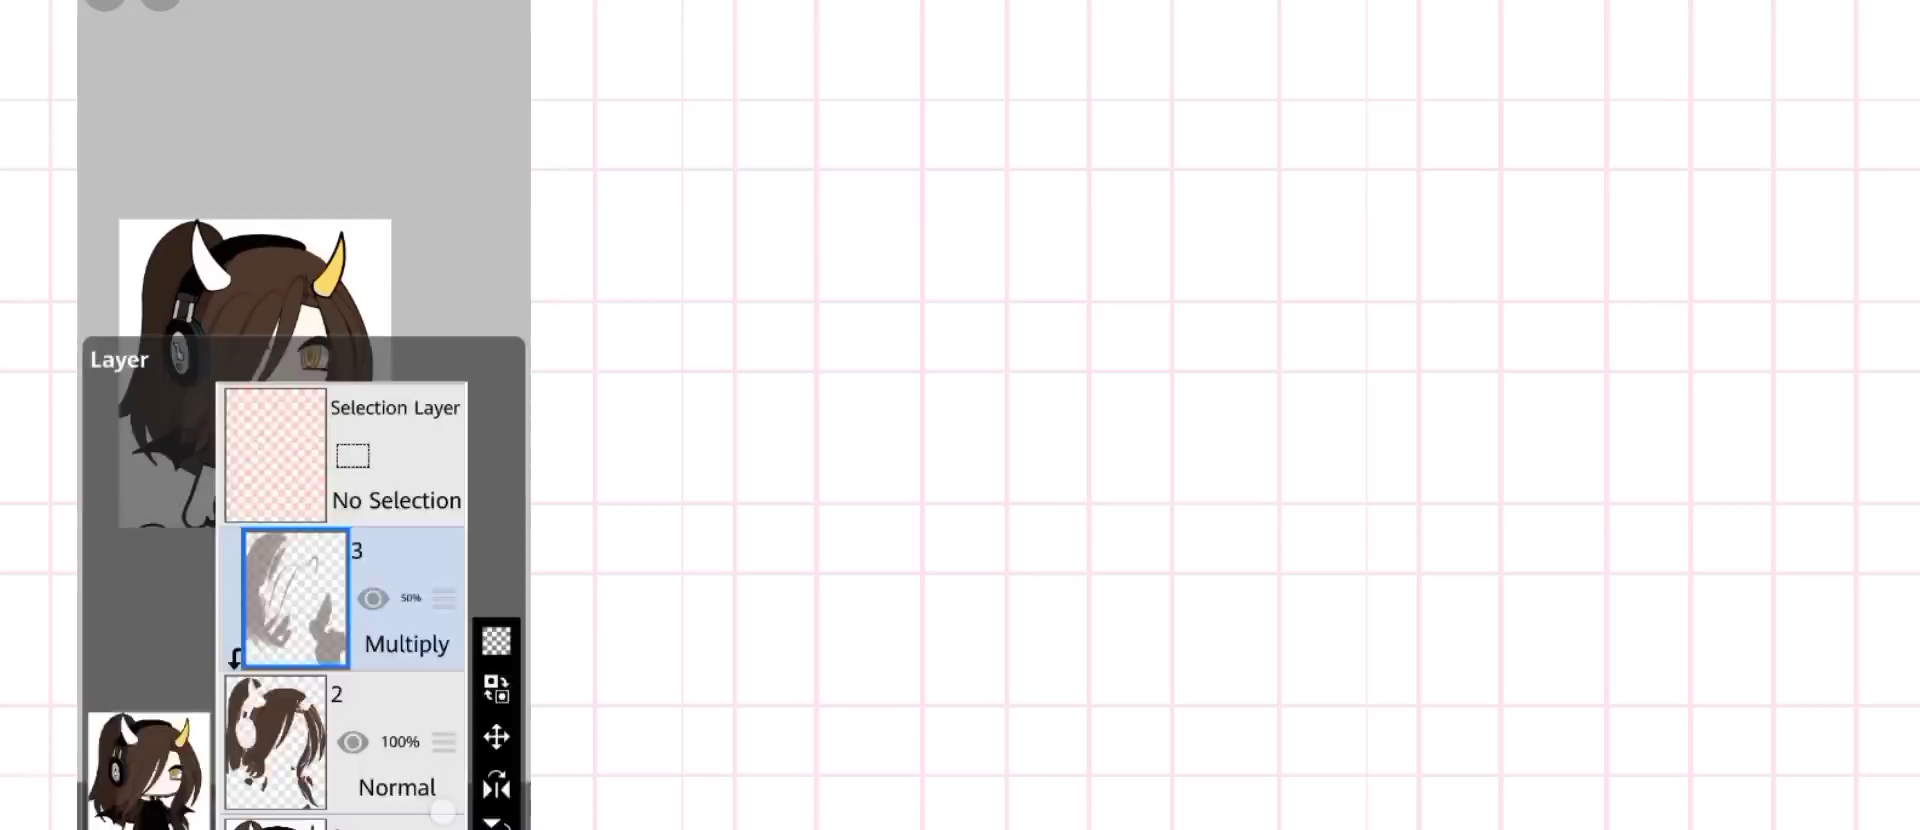 Layer
Selection Layer
No Selection
3
50%
Multiply
2
100%
Normal